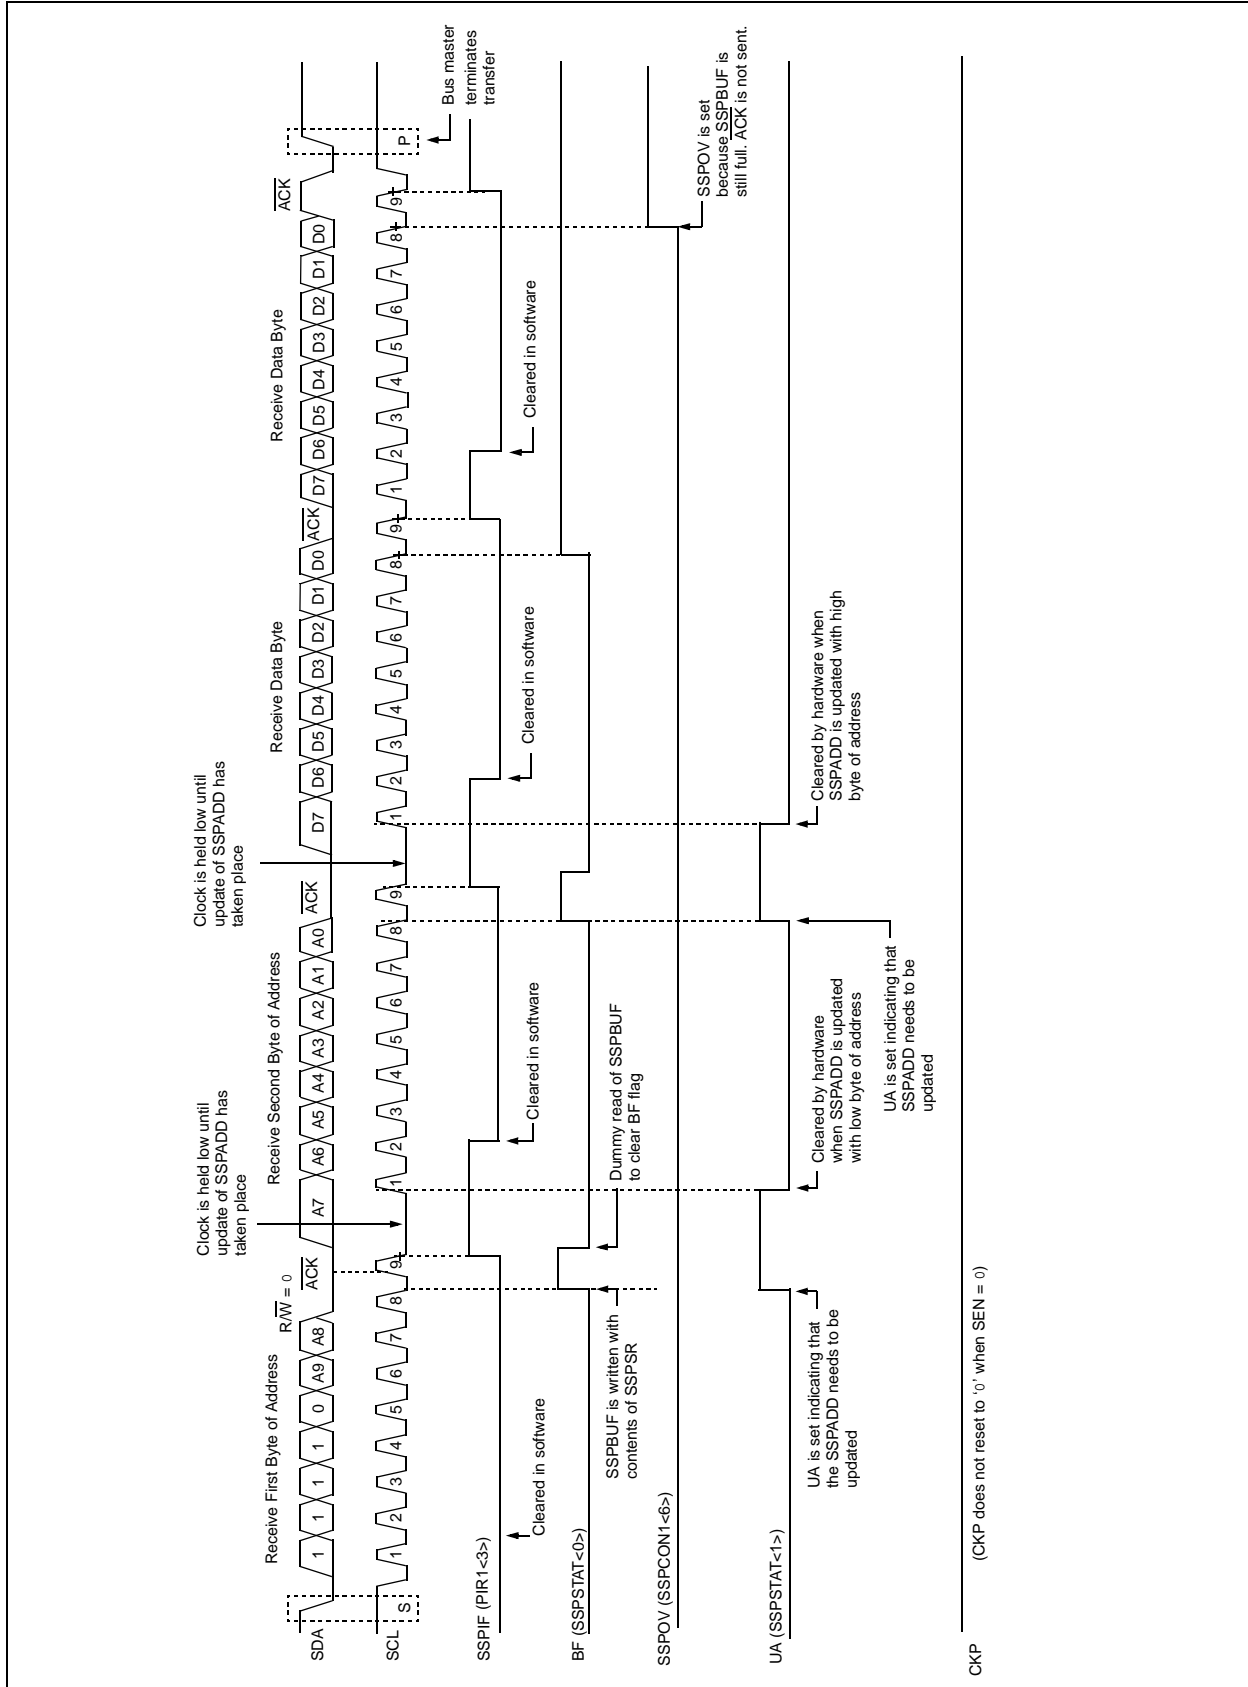 Receive First Byte of Address
R/W = 0
ACK
Clock is held low until
update of SSPADD has
taken place
Receive Second Byte of Address
ACK
Clock is held low until
update of SSPADD has
taken place
Receive Data Byte
ACK
Receive Data Byte
ACK
SDA
1 1 1 1 0 A9 A8 A7 A6 A5 A4 A3 A2 A1 A0 D7 D6 D5 D4 D3 D2 D1 D0 D7 D6 D5 D4 D3 D2 D1 D0
SCL
S 1 2 3 4 5 6 7 8 9 1 2 3 4 5 6 7 8 9 1 2 3 4 5 6 7 8 9 1 2 3 4 5 6 7 8 9 P
Bus master
terminates
transfer
SSPIF (PIR1<3>)
Cleared in software
Cleared in software
Cleared in software
Cleared in software
BF (SSPSTAT<0>)
SSPBUF is written with
contents of SSPSR
Dummy read of SSPBUF
to clear BF flag
SSPOV (SSPCON1<6>)
SSPOV is set
because SSPBUF is
still full. ACK is not sent.
UA (SSPSTAT<1>)
UA is set indicating that
the SSPADD needs to be
updated
Cleared by hardware
when SSPADD is updated
with low byte of address
UA is set indicating that
SSPADD needs to be
updated
Cleared by hardware when
SSPADD is updated with high
byte of address
CKP
(CKP does not reset to ‘0’ when SEN = 0)